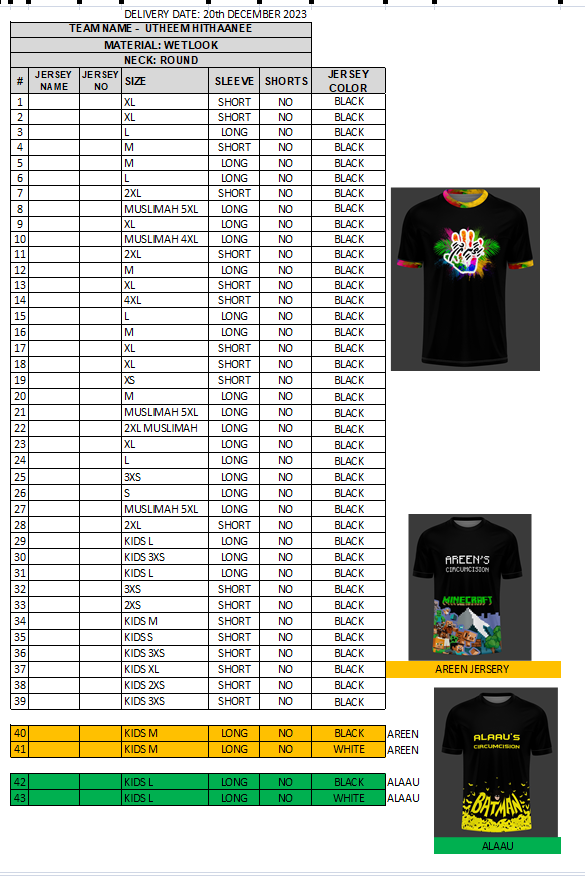 DELIVERY DATE: 20th DECEMBER 2023
TEAM NAME - UTHEEM HITHAANEE
MATERIAL: WETLOOK
NECK: ROUND
# JERSEY NAME JERSEY NO SIZE SLEEVE SHORTS JERSEY COLOR
1 XL SHORT NO BLACK
2 XL SHORT NO BLACK
3 L LONG NO BLACK
4 M SHORT NO BLACK
5 M LONG NO BLACK
6 L LONG NO BLACK
7 2XL SHORT NO BLACK
8 MUSLIMAH 5XL LONG NO BLACK
9 XL LONG NO BLACK
10 MUSLIMAH 4XL LONG NO BLACK
11 2XL SHORT NO BLACK
12 M LONG NO BLACK
13 XL SHORT NO BLACK
14 4XL SHORT NO BLACK
15 L LONG NO BLACK
16 M LONG NO BLACK
17 XL SHORT NO BLACK
18 XL SHORT NO BLACK
19 XS SHORT NO BLACK
20 M LONG NO BLACK
21 MUSLIMAH 5XL LONG NO BLACK
22 2XL MUSLIMAH LONG NO BLACK
23 XL LONG NO BLACK
24 L LONG NO BLACK
25 3XS LONG NO BLACK
26 S LONG NO BLACK
27 MUSLIMAH 5XL LONG NO BLACK
28 2XL SHORT NO BLACK
29 KIDS L LONG NO BLACK
30 KIDS 3XS LONG NO BLACK
31 KIDS L LONG NO BLACK
32 3XS SHORT NO BLACK
33 2XS SHORT NO BLACK
34 KIDS M SHORT NO BLACK
35 KIDS S SHORT NO BLACK
36 KIDS 3XS SHORT NO BLACK
37 KIDS XL SHORT NO BLACK
38 KIDS 2XS SHORT NO BLACK
39 KIDS 3XS SHORT NO BLACK
40 KIDS M LONG NO BLACK AREEN
41 KIDS M LONG NO WHITE AREEN
42 KIDS L LONG NO BLACK ALAAU
43 KIDS L LONG NO WHITE ALAAU
AREEN'S
CIRCUMCISION
MINECRAFT
AREEN JERSERY
ALAAU'S
CIRCUMCISION
BATMAN
ALAAU